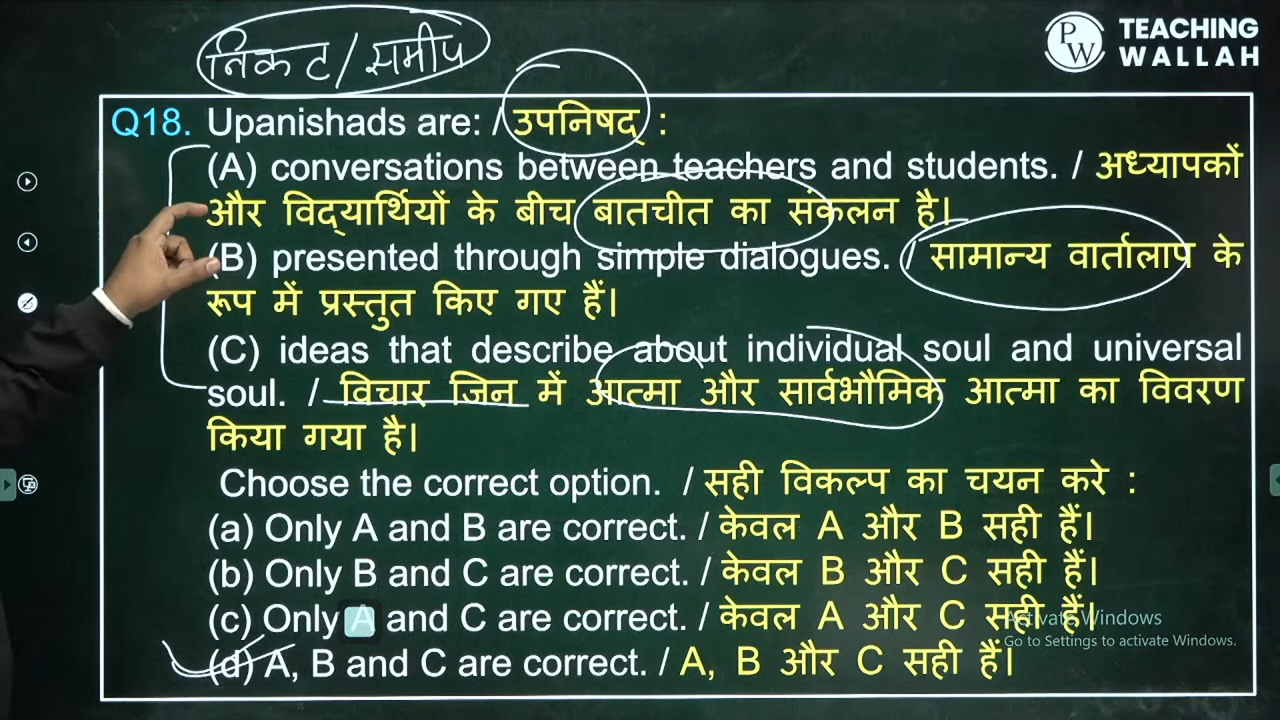 निकट/समीप
TEACHING
WALLAH
PW
Q18. Upanishads are: / उपनिषद् :
(A) conversations between teachers and students. / अध्यापकों
और विद्यार्थियों के बीच बातचीत का संकलन है।
(B) presented through simple dialogues. / सामान्य वार्तालाप के
रूप में प्रस्तुत किए गए हैं।
(C) ideas that describe about individual soul and universal
soul. / विचार जिन में आत्मा और सार्वभौमिक आत्मा का विवरण
किया गया है।
Choose the correct option. / सही विकल्प का चयन करे :
(a) Only A and B are correct. / केवल A और B सही हैं।
(b) Only B and C are correct. / केवल B और C सही हैं।
(c) Only A and C are correct. / केवल A और C सही हैं।
Activate Windows
Go to Settings to activate Windows.
(d) A, B and C are correct. / A, B और C सही हैं।